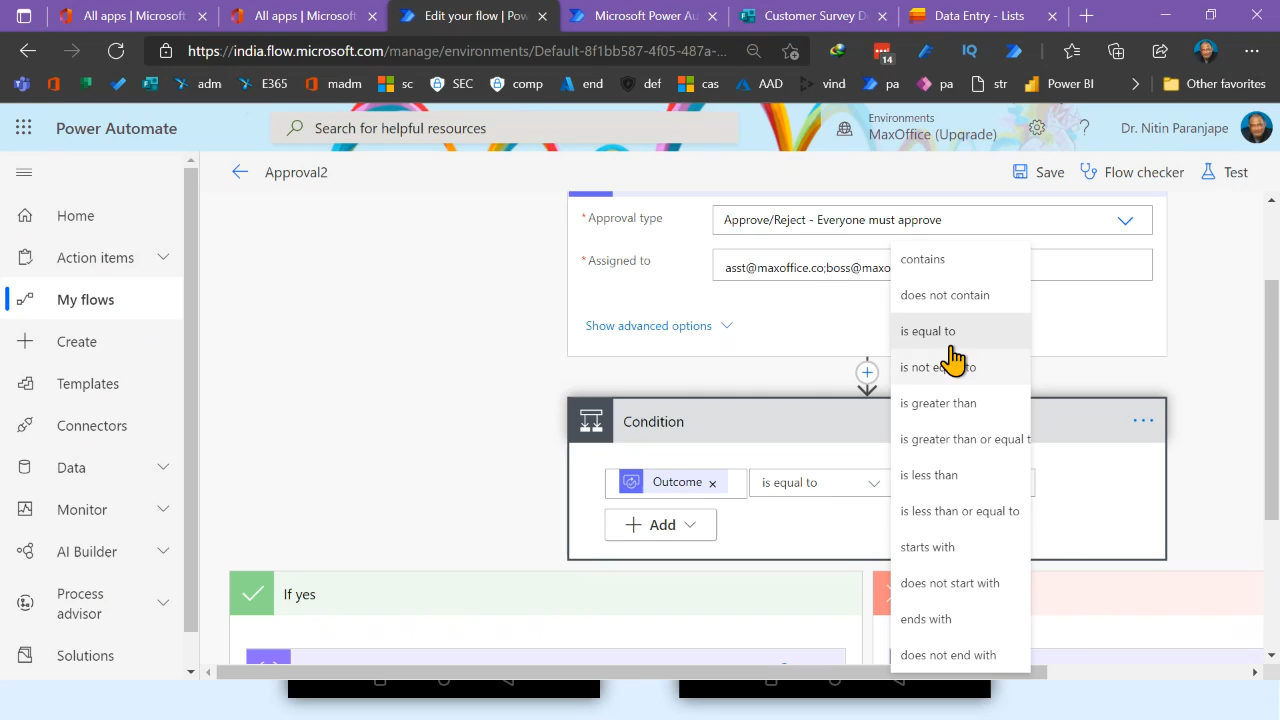 All apps | Microsoft
All apps | Microsoft
Edit your flow | Pow
Microsoft Power Au
Customer Survey D
Data Entry - Lists
https://india.flow.microsoft.com/manage/environments/Default-8f1bb587-4f05-487a-...
IQ
14
adm
E365
madm
sc
SEC
comp
end
def
cas
AAD
vind
pa
pa
str
Power BI
Other favorites
Power Automate
Search for helpful resources
Environments
MaxOffice (Upgrade)
?
Dr. Nitin Paranjape
Approval2
Save
Flow checker
Test
Home
Action items
My flows
Create
Templates
Connectors
Data
Monitor
AI Builder
Process
advisor
Solutions
* Approval type
Approve/Reject - Everyone must approve
* Assigned to
asst@maxoffice.co;boss@maxo
Show advanced options
Condition
...
Outcome ×
is equal to
+ Add
If yes
contains
does not contain
is equal to
is not equal to
is greater than
is greater than or equal t
is less than
is less than or equal to
starts with
does not start with
ends with
does not end with